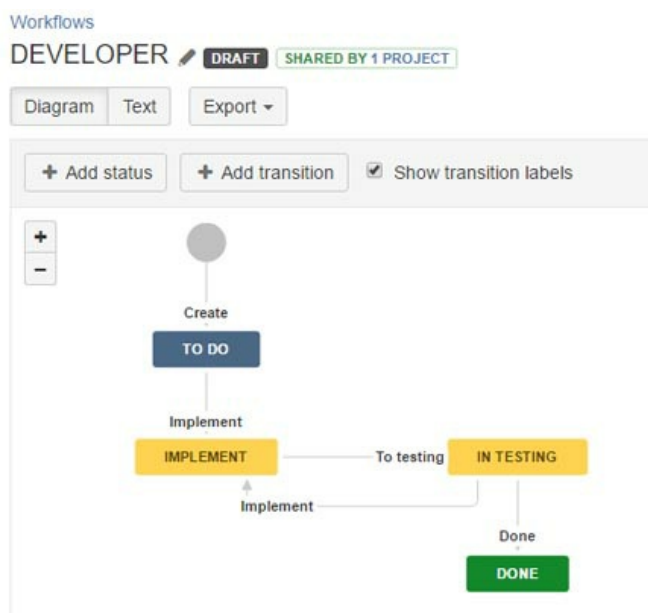 Workflows
DEVELOPER DRAFT SHARED BY 1 PROJECT
Diagram Text Export
+ Add status + Add transition Show transition labels
+
−
Create
TO DO
Implement
IMPLEMENT To testing IN TESTING
Implement
Done
DONE